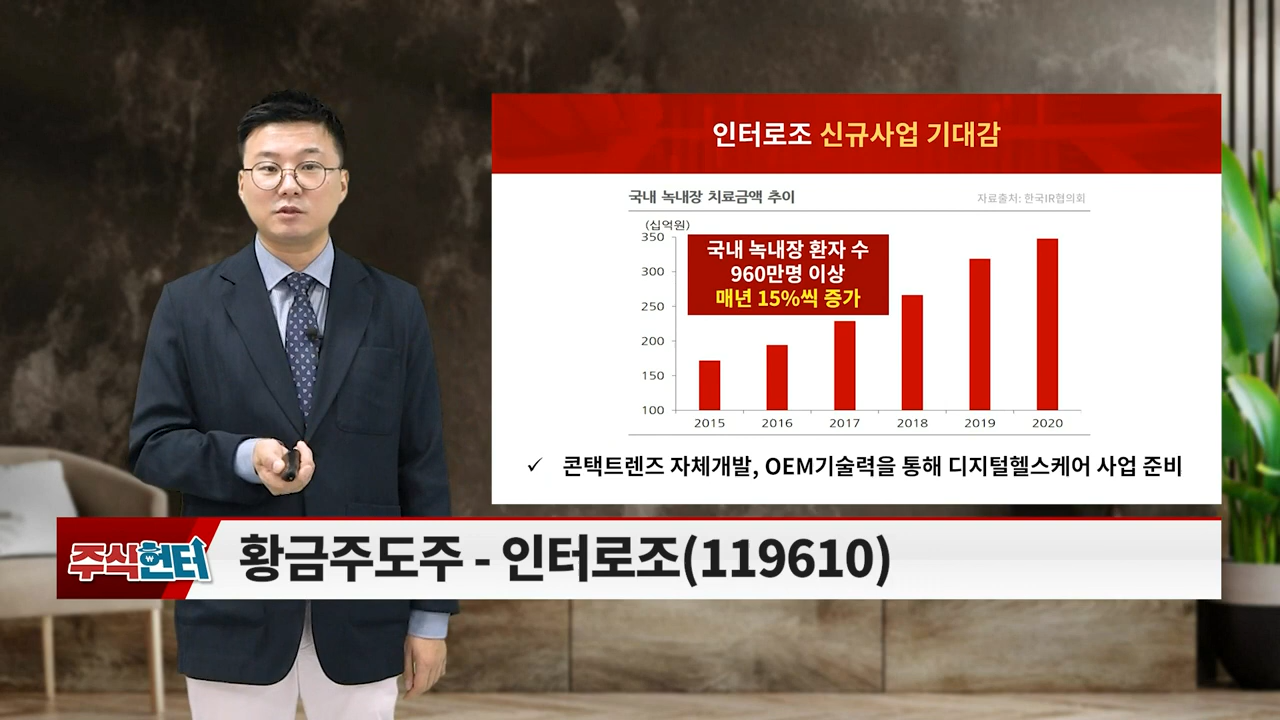 인터로조 신규사업 기대감
국내 녹내장 치료금액 추이
자료출처: 한국IR협의회
(십억원)
350
300
250
200
150
100
국내 녹내장 환자 수
960만명 이상
매년 15%씩 증가
2015 2016 2017 2018 2019 2020
✓ 콘택트렌즈 자체개발, OEM기술력을 통해 디지털헬스케어 사업 준비
주식헌터
황금주도주 - 인터로조(119610)